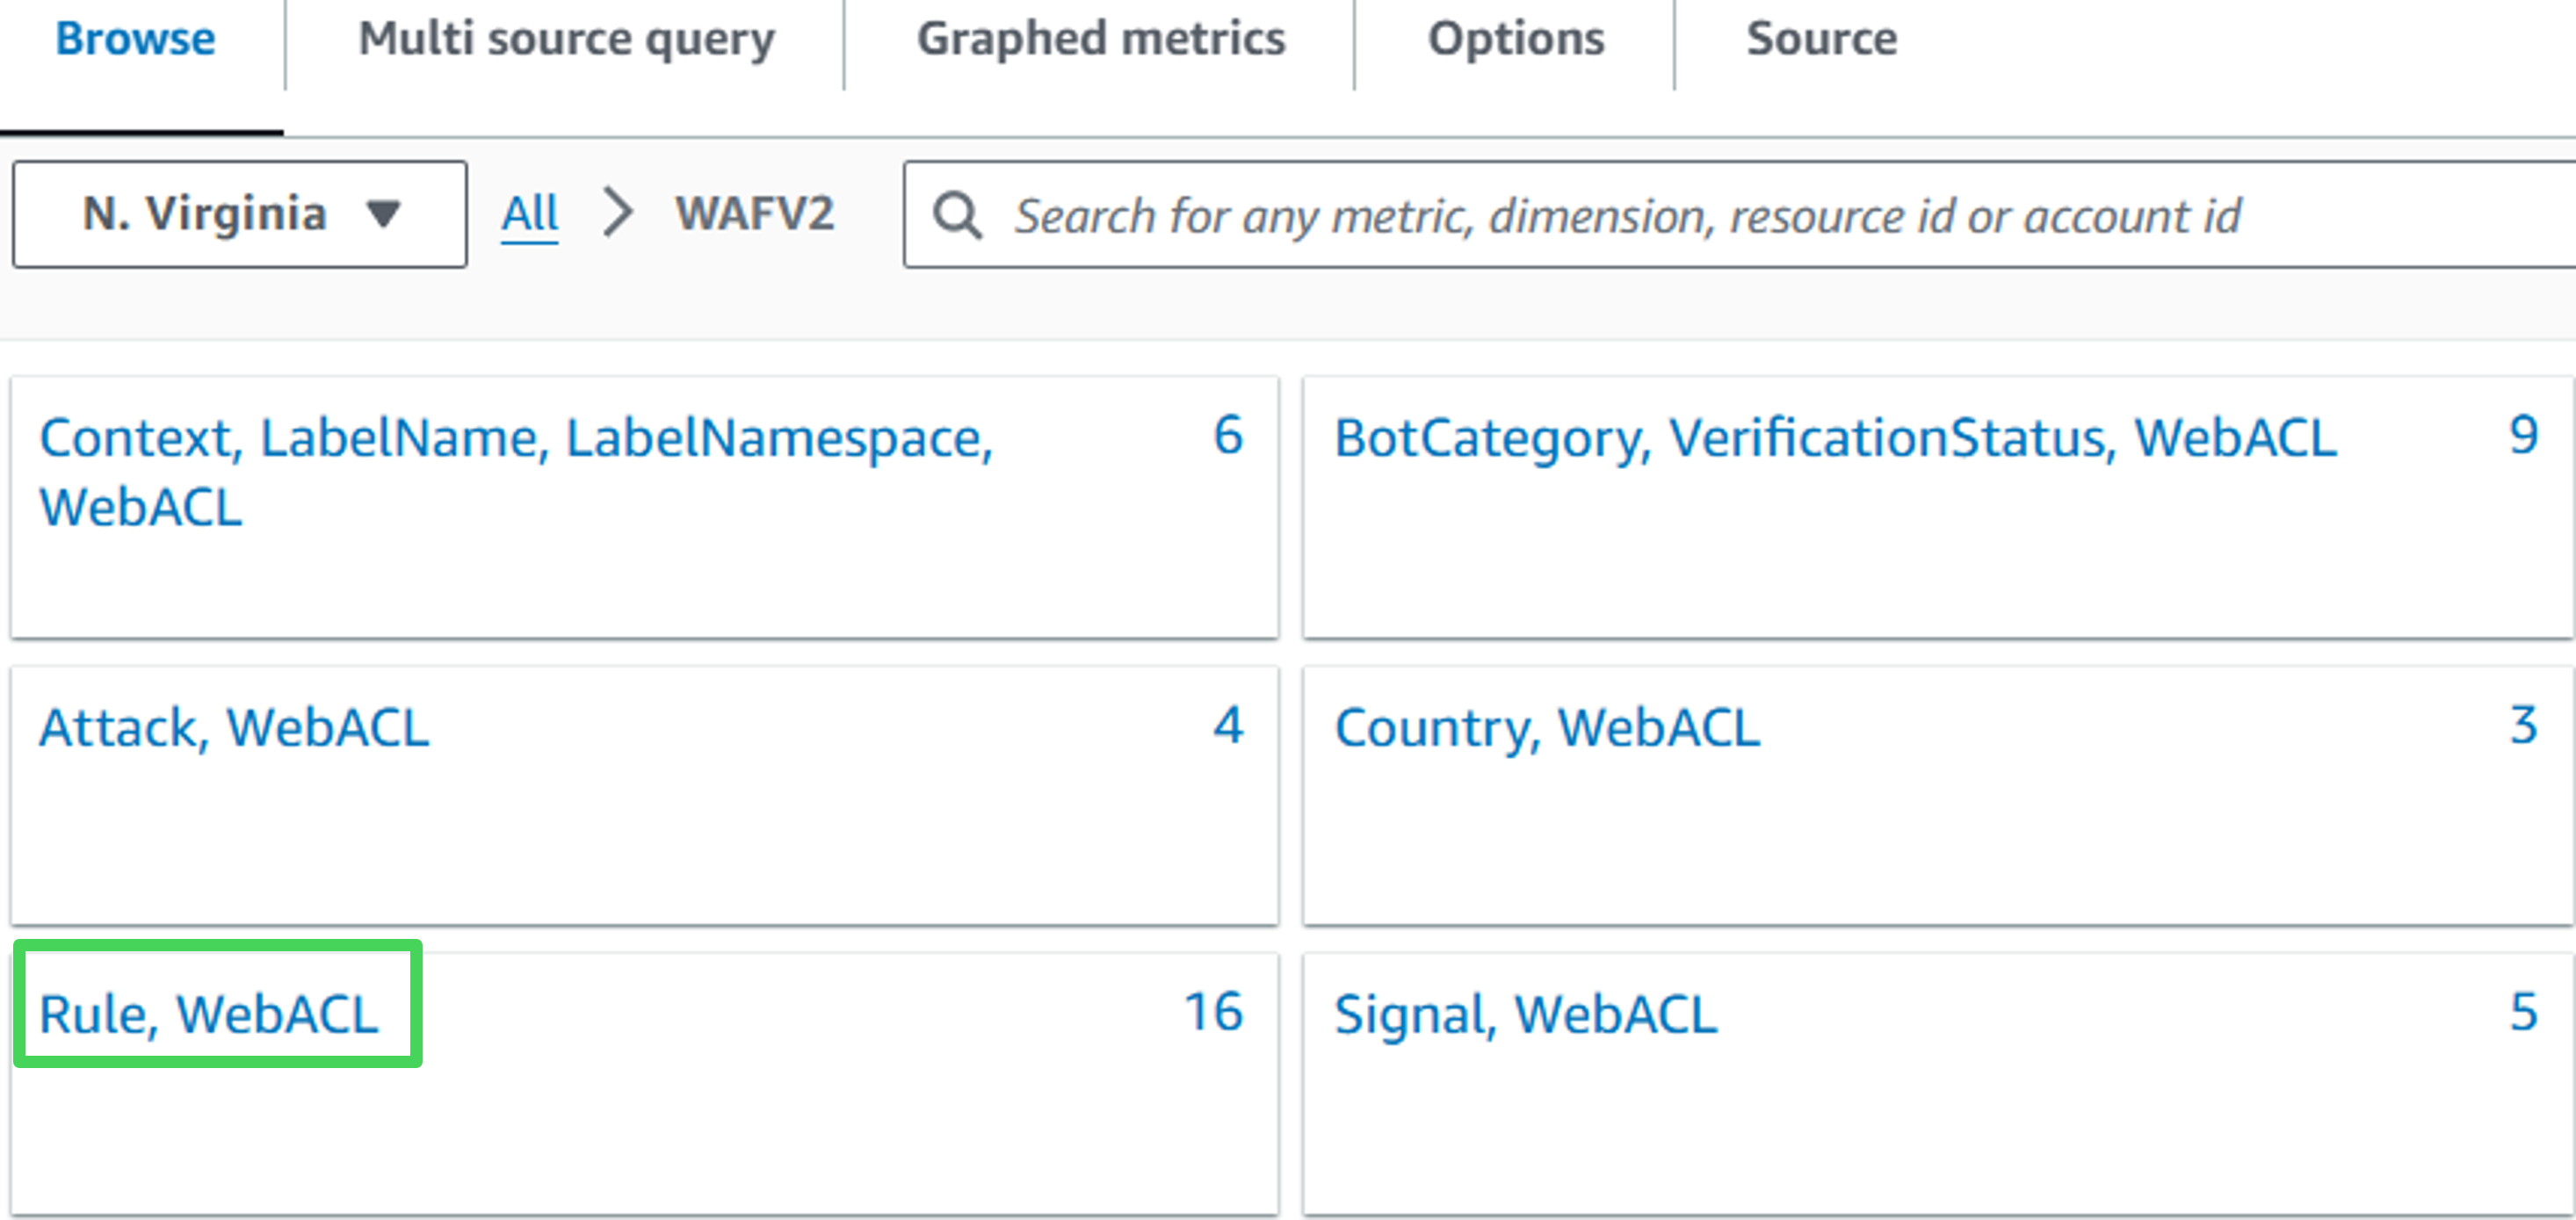 Browse Multi source query Graphed metrics Options Source
N. Virginia All WAFV2 Search for any metric, dimension, resource id or account id
Context, LabelName, LabelNamespace, 6
WebACL
BotCategory, VerificationStatus, WebACL 9
Attack, WebACL 4
Country, WebACL 3
Rule, WebACL 16
Signal, WebACL 5